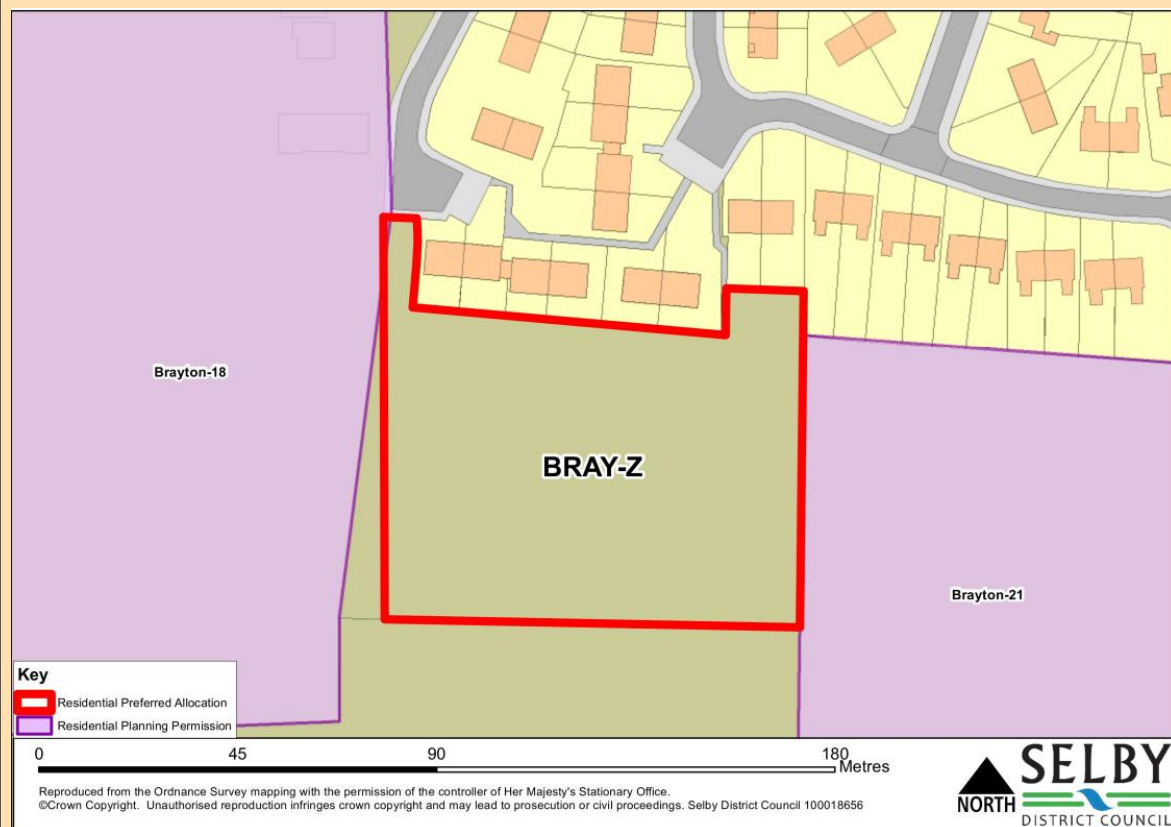 Brayton-18
BRAY-Z
Brayton-21
Key
Residential Preferred Allocation
Residential Planning Permission
0 45 90 180
Metres
Reproduced from the Ordnance Survey mapping with the permission of the controller of Her Majesty's Stationary Office.
©Crown Copyright. Unauthorised reproduction infringes crown copyright and may lead to prosecution or civil proceedings. Selby District Council 100018656
NORTH
SELBY
DISTRICT COUNCIL